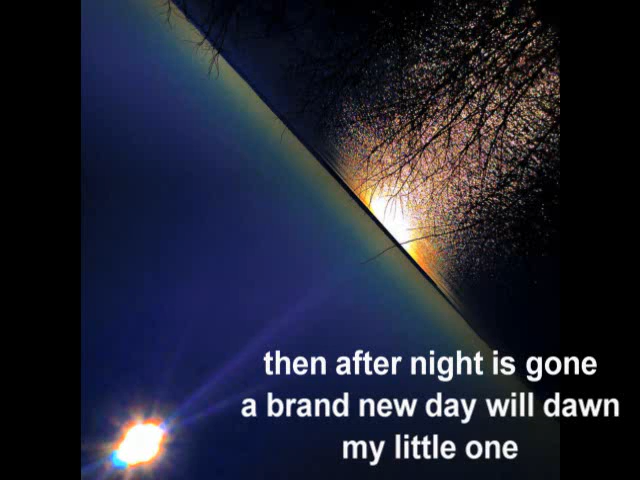 then after night is gone
a brand new day will dawn
my little one